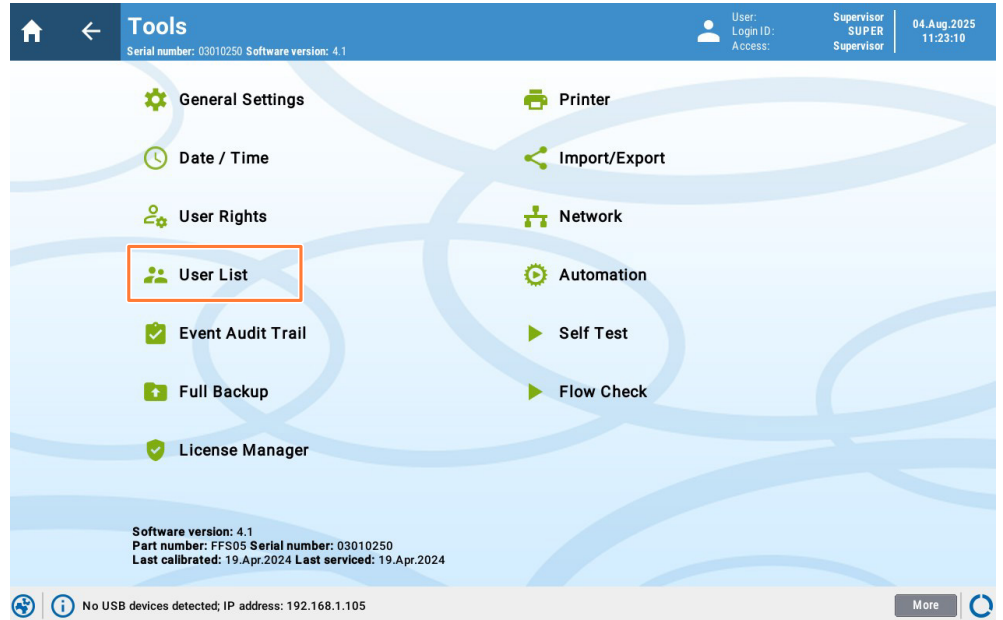 Tools
Serial number: 03010250 Software version: 4.1
User: Supervisor
Login ID: SUPER
Access: Supervisor
04.Aug.2025
11:23:10
General Settings
Printer
Date / Time
Import/Export
User Rights
Network
User List
Automation
Event Audit Trail
Self Test
Full Backup
Flow Check
License Manager
Software version: 4.1
Part number: FFS05 Serial number: 03010250
Last calibrated: 19.Apr.2024 Last serviced: 19.Apr.2024
No USB devices detected; IP address: 192.168.1.105
More